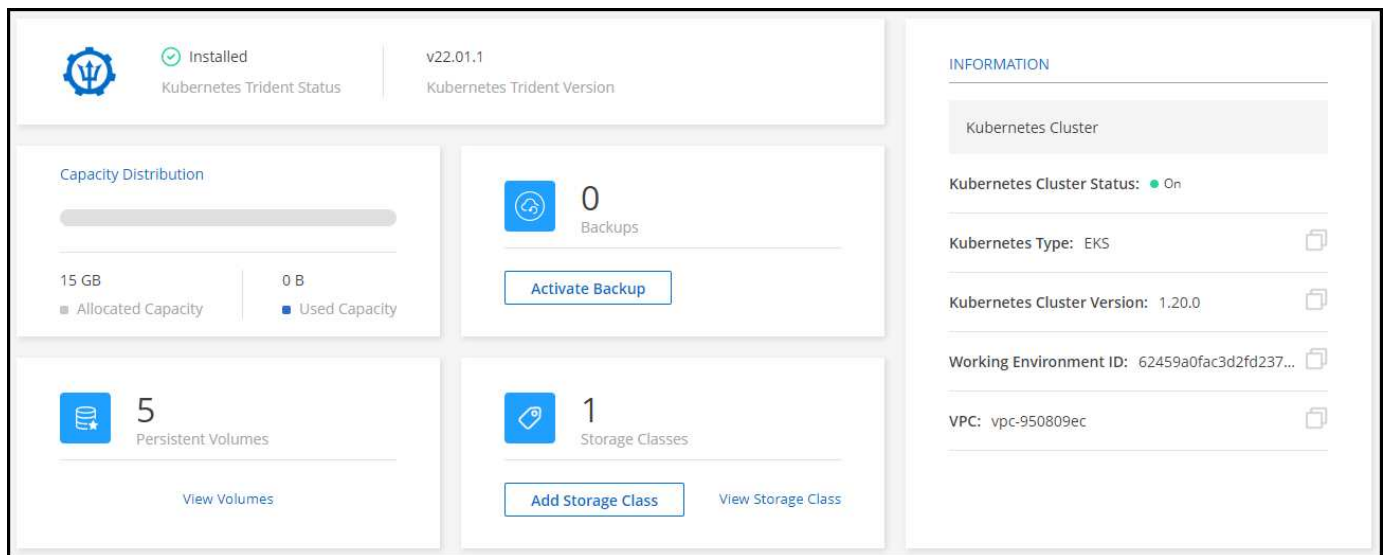 Installed
Kubernetes Trident Status
v22.01.1
Kubernetes Trident Version
Capacity Distribution
15 GB
Allocated Capacity
0 B
Used Capacity
0
Backups
Activate Backup
5
Persistent Volumes
View Volumes
1
Storage Classes
Add Storage Class
View Storage Class
INFORMATION
Kubernetes Cluster
Kubernetes Cluster Status: On
Kubernetes Type: EKS
Kubernetes Cluster Version: 1.20.0
Working Environment ID: 62459a0fac3d2fd237...
VPC: vpc-950809ec